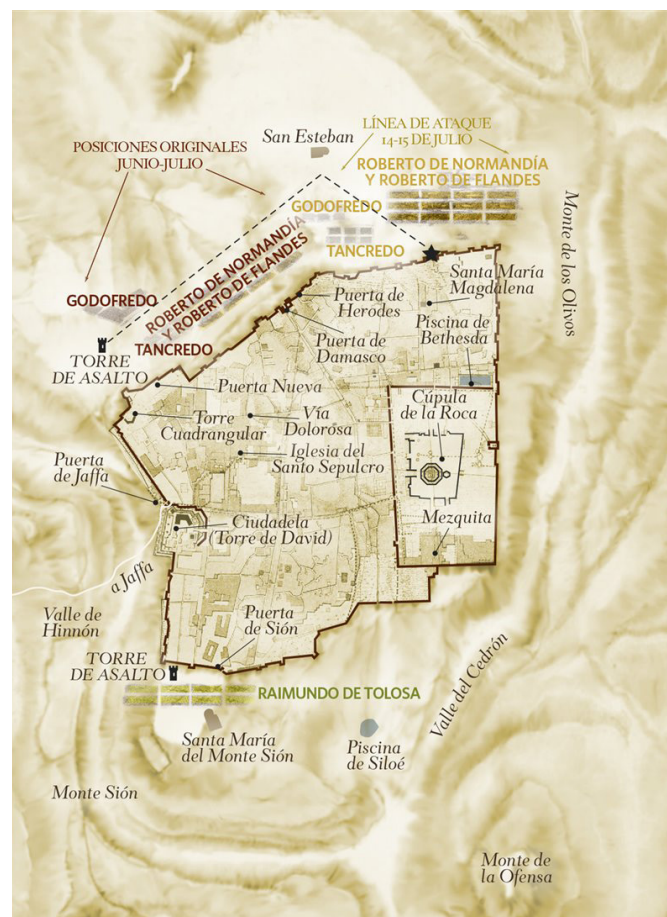 LÍNEA DE ATAQUE
14-15 DE JULIO
San Esteban
POSICIONES ORIGINALES
JUNIO-JULIO
ROBERTO DE NORMANDÍA
Y ROBERTO DE FLANDES
GODOFREDO
TANCREDO
Monte de los Olivos
ROBERTO DE NORMANDÍA
Y ROBERTO DE FLANDES
GODOFREDO
TANCREDO
TORRE
DE ASALTO
Santa María
Magdalena
Puerta de
Herodes
Piscina de
Bethesda
Puerta de
Damasco
Puerta Nueva
Torre
Cuadrangular
Vía
Dolorosa
Cúpula
de la Roca
Iglesia del
Santo Sepulcro
Puerta
de Jaffa
Mezquita
Ciudadela
(Torre de David)
a Jaffa
Valle de
Hinnón
Puerta
de Sión
TORRE
DE ASALTO
RAIMUNDO DE TOLOSA
Valle del Cedrón
Santa María
del Monte Sión
Piscina
de Siloé
Monte Sión
Monte de
la Ofensa